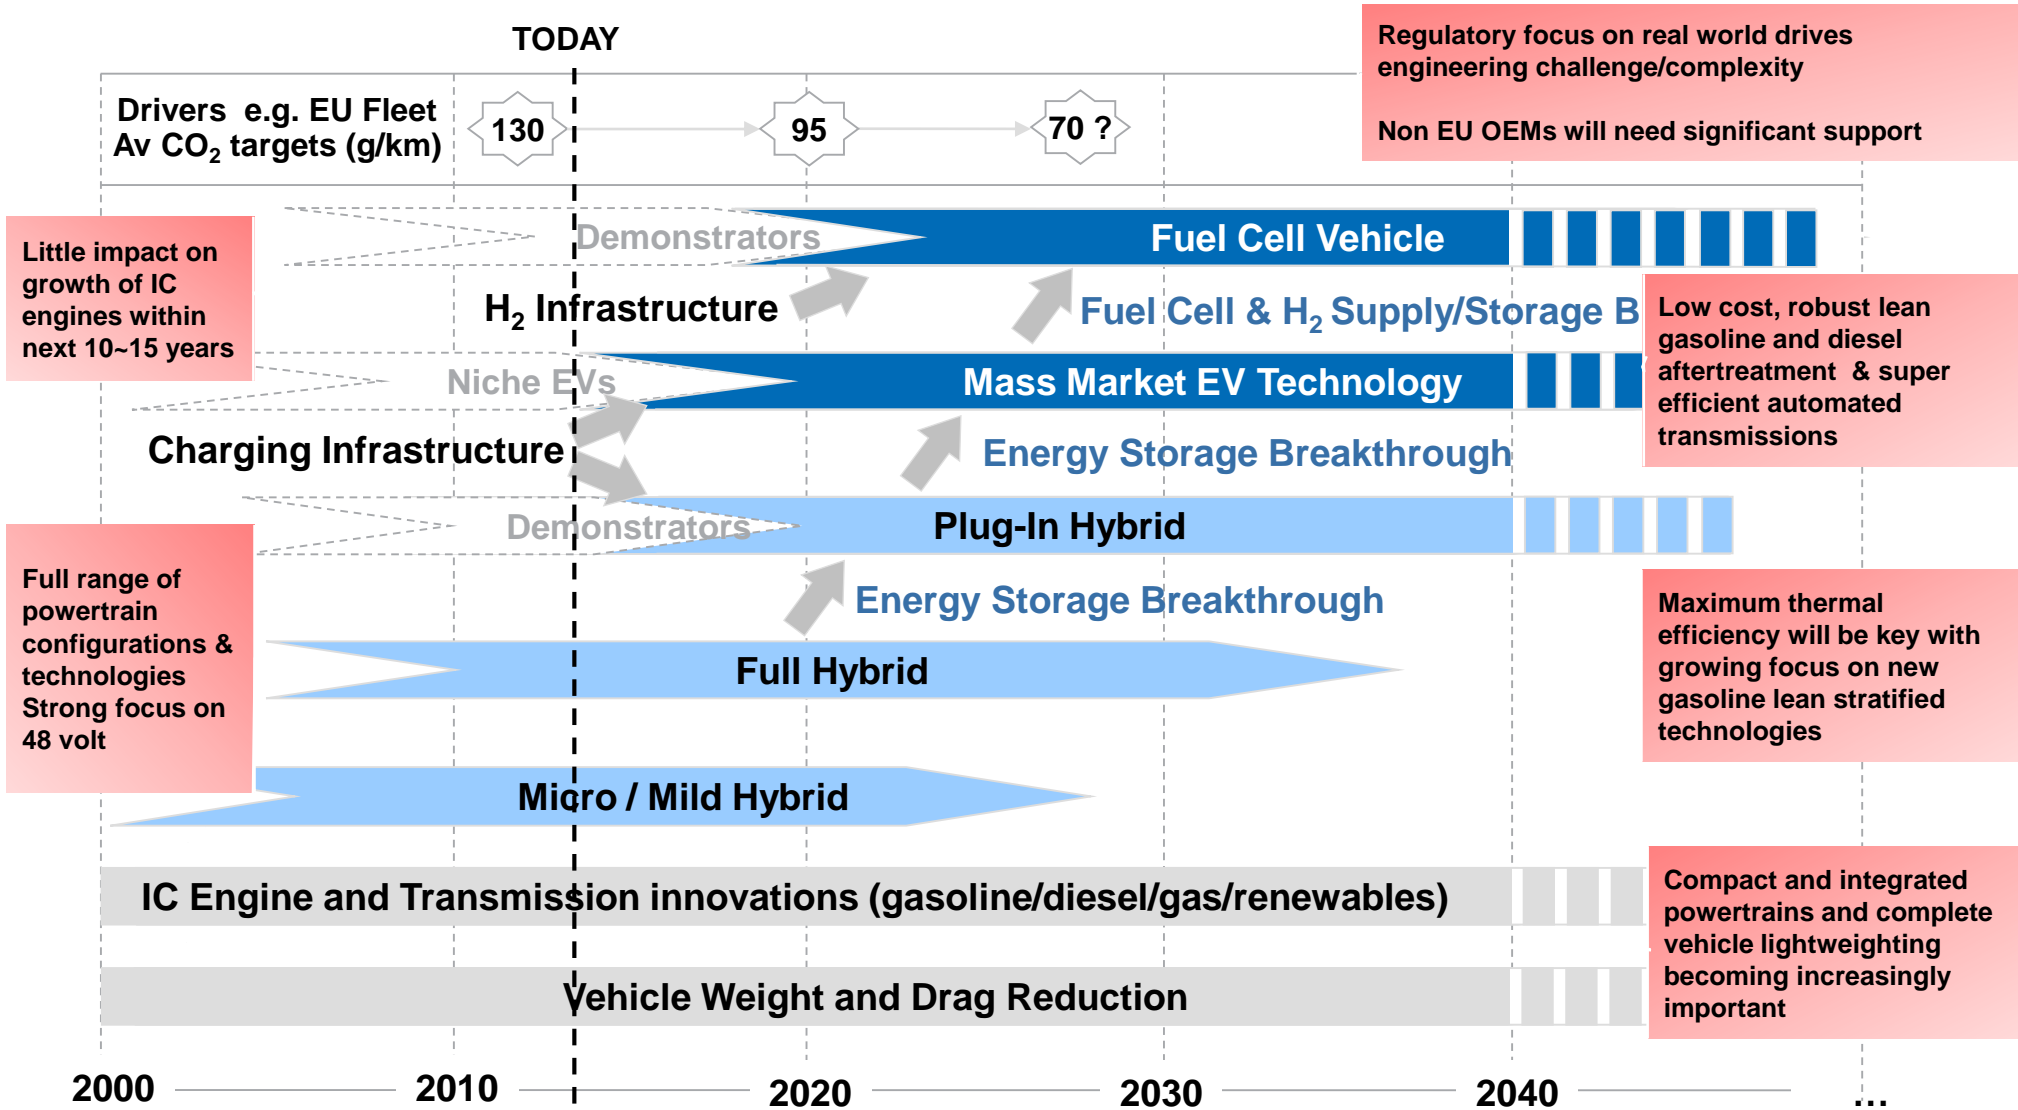 TODAY
Regulatory focus on real world drives
engineering challenge/complexity
Non EU OEMs will need significant support
Drivers e.g. EU Fleet
Av CO₂ targets (g/km)
130
95
70 ?
Little impact on
growth of IC
engines within
next 10~15 years
Demonstrators
Fuel Cell Vehicle
H₂ Infrastructure
Fuel Cell & H₂ Supply/Storage B
Low cost, robust lean
gasoline and diesel
aftertreatment & super
efficient automated
transmissions
Niche EVs
Mass Market EV Technology
Charging Infrastructure
Energy Storage Breakthrough
Demonstrators
Plug-In Hybrid
Full range of
powertrain
configurations &
technologies
Strong focus on
48 volt
Energy Storage Breakthrough
Maximum thermal
efficiency will be key with
growing focus on new
gasoline lean stratified
technologies
Full Hybrid
Micro / Mild Hybrid
IC Engine and Transmission innovations (gasoline/diesel/gas/renewables)
Compact and integrated
powertrains and complete
vehicle lightweighting
becoming increasingly
important
Vehicle Weight and Drag Reduction
2000
2010
2020
2030
2040
...